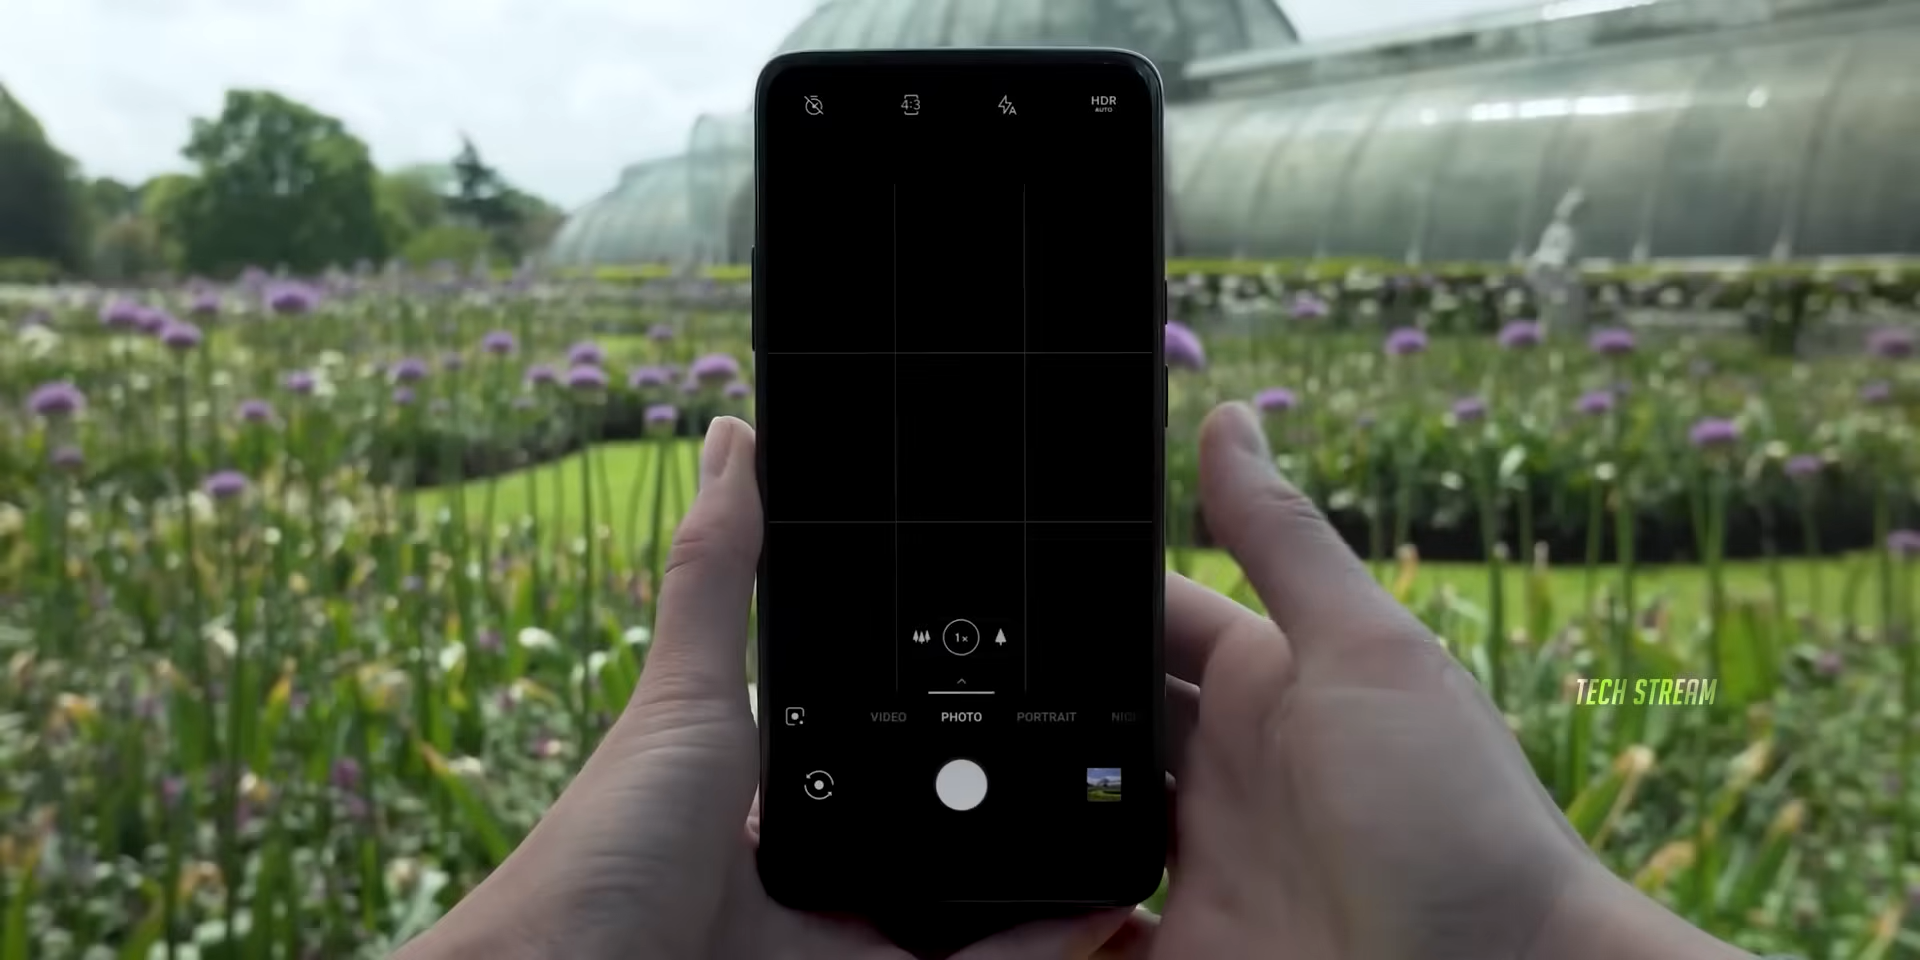 4:3
A
HDR
AUTO
1×
VIDEO PHOTO PORTRAIT
TECH STREAM